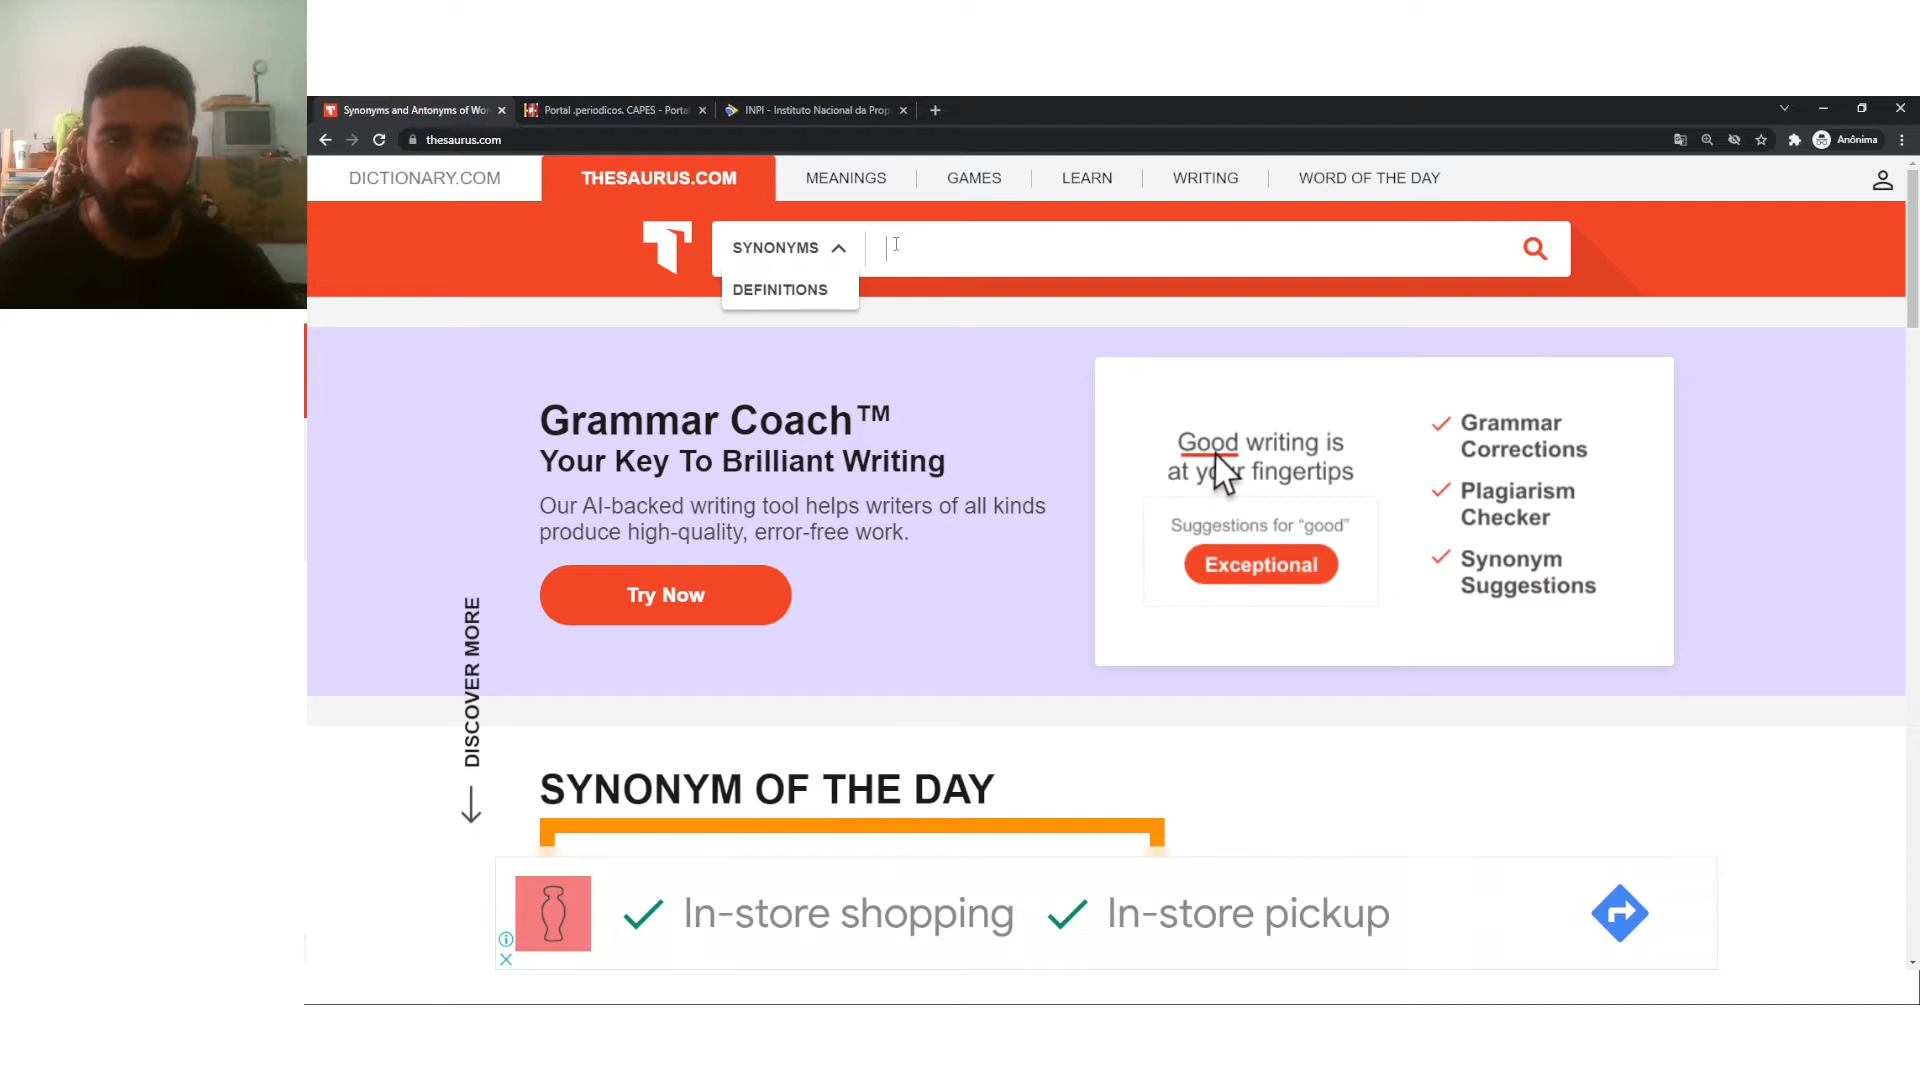 Synonyms and Antonyms of Wo
Portal .periodicos. CAPES - Portal
INPI - Instituto Nacional da Prop
thesaurus.com
Anônima
DICTIONARY.COM
THESAURUS.COM
MEANINGS
GAMES
LEARN
WRITING
WORD OF THE DAY
SYNONYMS
DEFINITIONS
Grammar Coach™
Your Key To Brilliant Writing
Our AI-backed writing tool helps writers of all kinds
produce high-quality, error-free work.
Try Now
Good writing is
at your fingertips
Suggestions for “good”
Exceptional
Grammar
Corrections
Plagiarism
Checker
Synonym
Suggestions
DISCOVER MORE
SYNONYM OF THE DAY
In-store shopping
In-store pickup